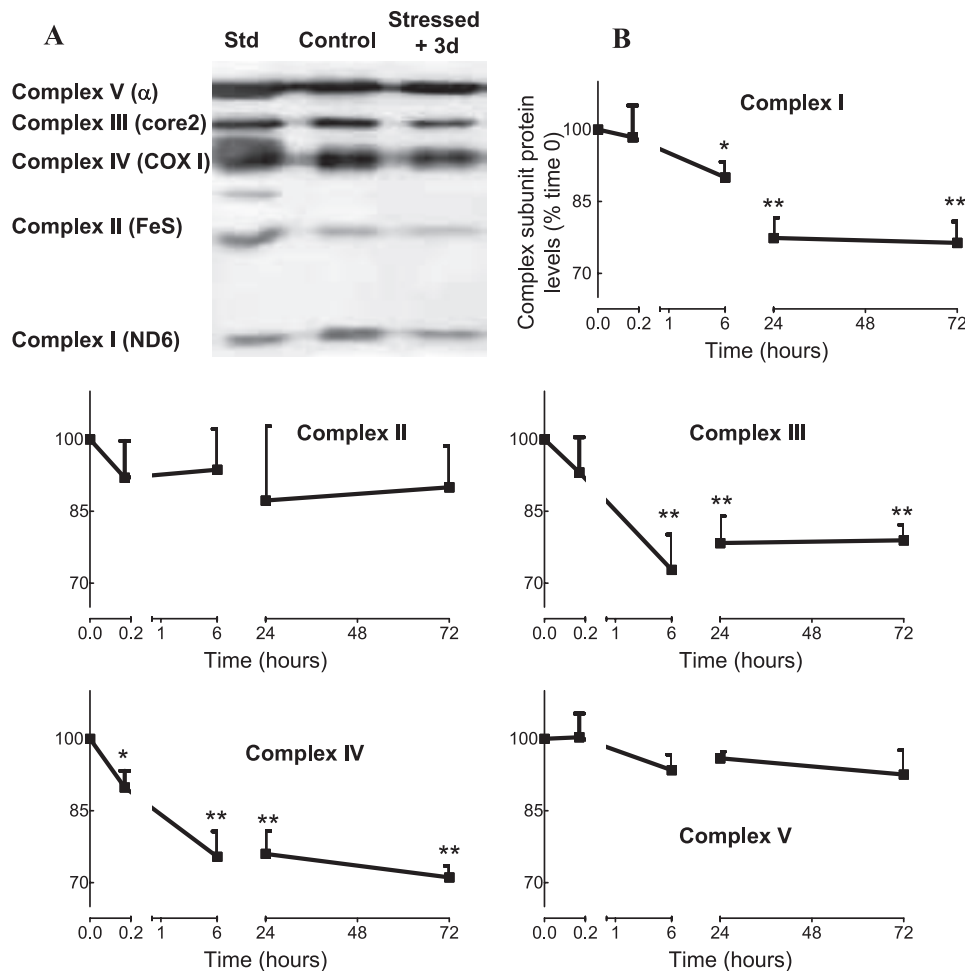 A
Std
Control
Stressed
+ 3d
Complex V (α)
Complex III (core2)
Complex IV (COX I)
Complex II (FeS)
Complex I (ND6)
B
Complex I
Complex subunit protein
levels (% time 0)
100
85
70
*
**
**
0.0 0.2 1 6 24 48 72
Time (hours)
Complex II
100
85
70
0.0 0.2 1 6 24 48 72
Time (hours)
Complex III
100
85
70
**
**
**
0.0 0.2 1 6 24 48 72
Time (hours)
Complex IV
100
85
70
*
**
**
**
0.0 0.2 1 6 24 48 72
Time (hours)
Complex V
100
85
70
0.0 0.2 1 6 24 48 72
Time (hours)